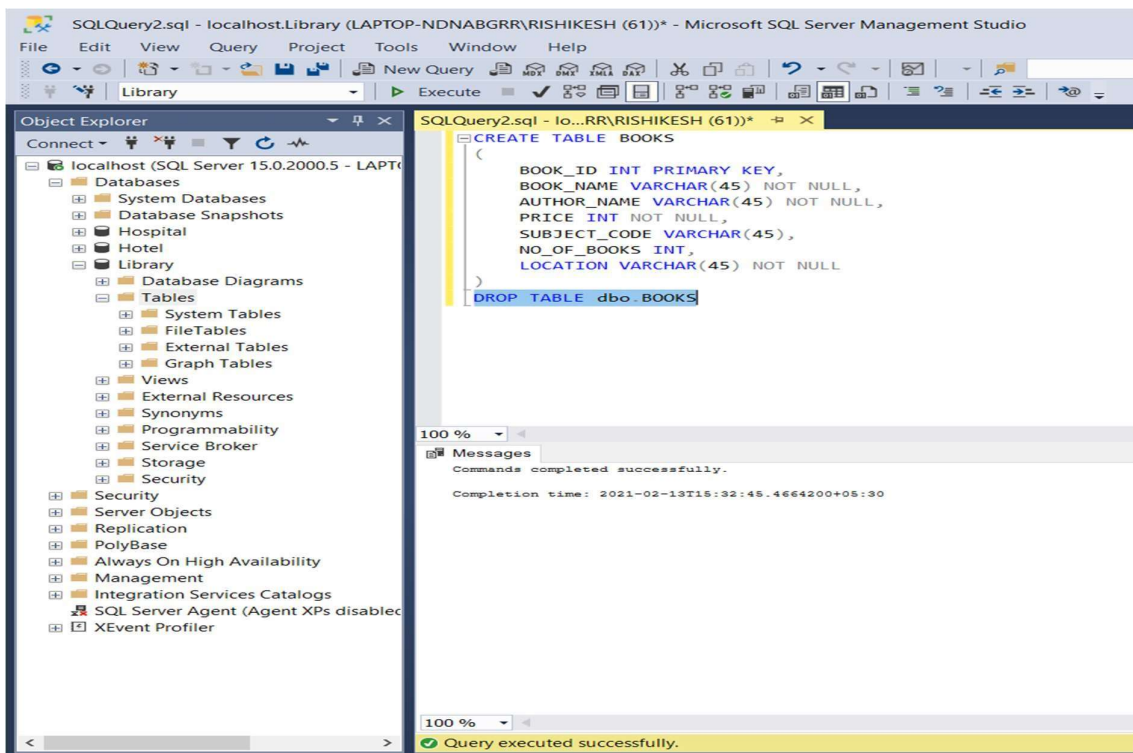 SQLQuery2.sql - localhost.Library (LAPTOP-NDNABGRR\RISHIKESH (61))* - Microsoft SQL Server Management Studio
File Edit View Query Project Tools Window Help
New Query MDX DMX XMLA DAX
Library Execute
Object Explorer
Connect
localhost (SQL Server 15.0.2000.5 - LAPT
Databases
System Databases
Database Snapshots
Hospital
Hotel
Library
Database Diagrams
Tables
System Tables
FileTables
External Tables
Graph Tables
Views
External Resources
Synonyms
Programmability
Service Broker
Storage
Security
Security
Server Objects
Replication
PolyBase
Always On High Availability
Management
Integration Services Catalogs
SQL Server Agent (Agent XPs disabled
XEvent Profiler
SQLQuery2.sql - lo...RR\RISHIKESH (61))*
CREATE TABLE BOOKS
(
BOOK_ID INT PRIMARY KEY,
BOOK_NAME VARCHAR(45) NOT NULL,
AUTHOR_NAME VARCHAR(45) NOT NULL,
PRICE INT NOT NULL,
SUBJECT_CODE VARCHAR(45),
NO_OF_BOOKS INT,
LOCATION VARCHAR(45) NOT NULL
)
DROP TABLE dbo.BOOKS
100 %
Messages
Commands completed successfully.
Completion time: 2021-02-13T15:32:45.4664200+05:30
100 %
Query executed successfully.